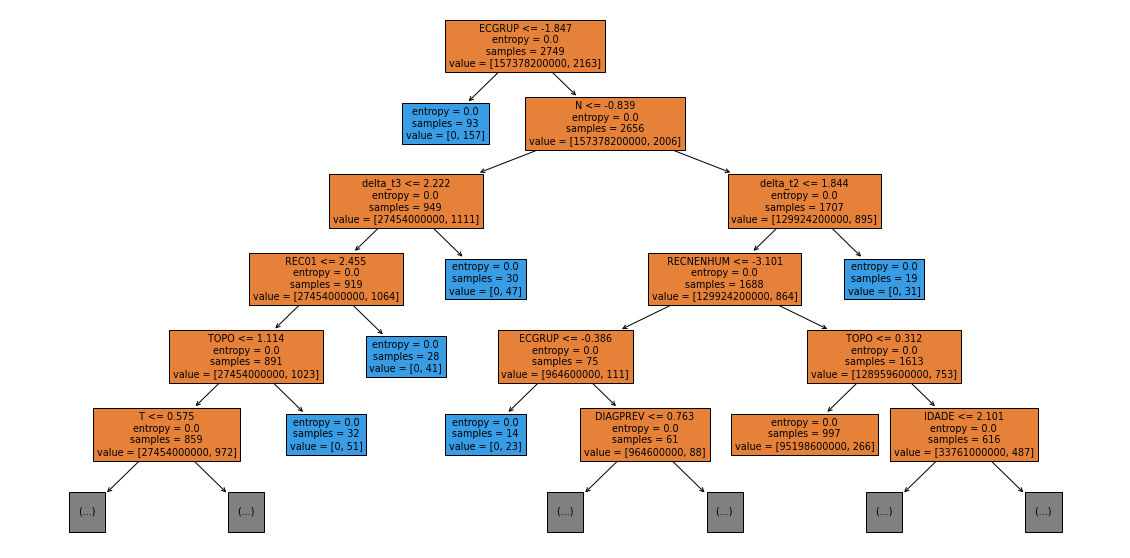 ECGRUP <= -1.847
entropy = 0.0
samples = 2749
value = [157378200000, 2163]
entropy = 0.0
samples = 93
value = [0, 157]
N <= -0.839
entropy = 0.0
samples = 2656
value = [157378200000, 2006]
delta_t3 <= 2.222
entropy = 0.0
samples = 949
value = [27454000000, 1111]
delta_t2 <= 1.844
entropy = 0.0
samples = 1707
value = [129924200000, 895]
REC01 <= 2.455
entropy = 0.0
samples = 919
value = [27454000000, 1064]
entropy = 0.0
samples = 30
value = [0, 47]
RECNENHUM <= -3.101
entropy = 0.0
samples = 1688
value = [129924200000, 864]
entropy = 0.0
samples = 19
value = [0, 31]
TOPO <= 1.114
entropy = 0.0
samples = 891
value = [27454000000, 1023]
entropy = 0.0
samples = 28
value = [0, 41]
ECGRUP <= -0.386
entropy = 0.0
samples = 75
value = [964600000, 111]
TOPO <= 0.312
entropy = 0.0
samples = 1613
value = [128959600000, 753]
T <= 0.575
entropy = 0.0
samples = 859
value = [27454000000, 972]
entropy = 0.0
samples = 32
value = [0, 51]
entropy = 0.0
samples = 14
value = [0, 23]
DIAGPREV <= 0.763
entropy = 0.0
samples = 61
value = [964600000, 88]
entropy = 0.0
samples = 997
value = [95198600000, 266]
IDADE <= 2.101
entropy = 0.0
samples = 616
value = [33761000000, 487]
(...)
(...)
(...)
(...)
(...)
(...)